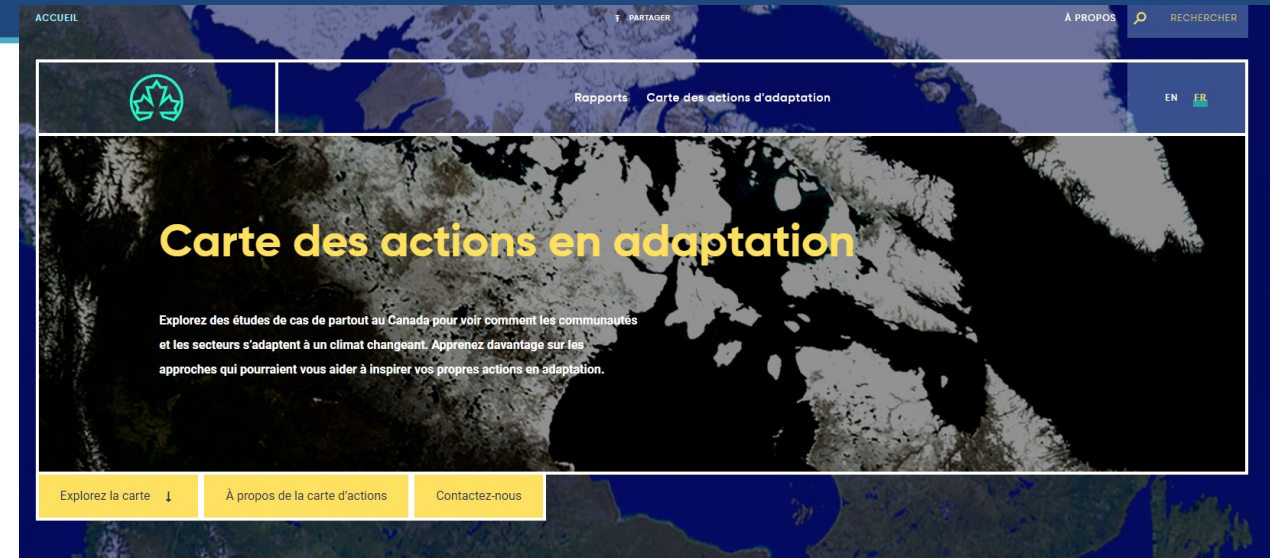 ACCUEIL
PARTAGER
À PROPOS
RECHERCHER
Rapports
Carte des actions d'adaptation
EN
FR
Carte des actions en adaptation
Explorez des études de cas de partout au Canada pour voir comment les communautés
et les secteurs s'adaptent à un climat changeant. Apprenez davantage sur les
approches qui pourraient vous aider à inspirer vos propres actions en adaptation.
Explorez la carte
À propos de la carte d'actions
Contactez-nous